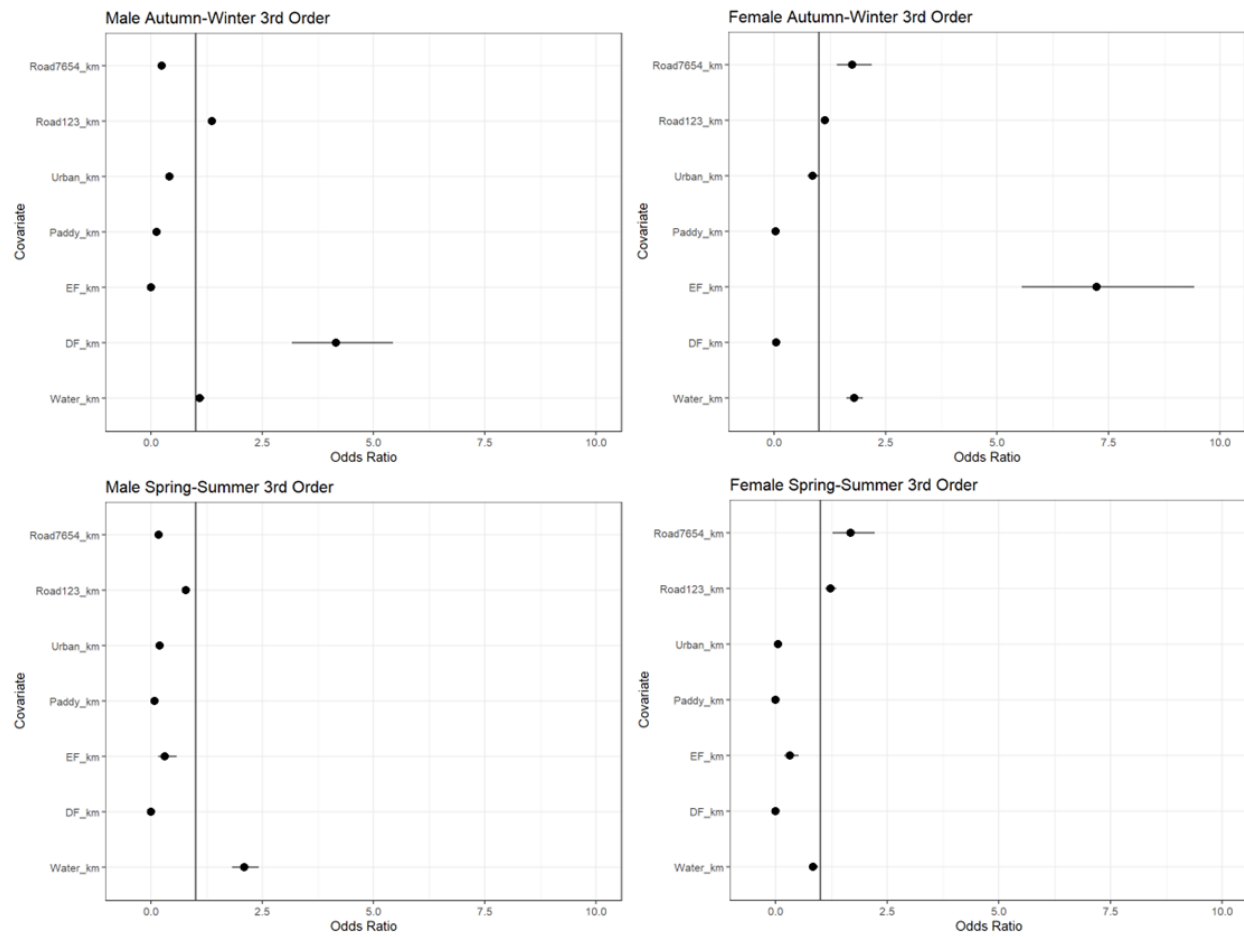 Male Autumn-Winter 3rd Order
Covariate
Road7654_km
Road123_km
Urban_km
Paddy_km
EF_km
DF_km
Water_km
0.0 2.5 5.0 7.5 10.0
Odds Ratio
Female Autumn-Winter 3rd Order
Covariate
Road7654_km
Road123_km
Urban_km
Paddy_km
EF_km
DF_km
Water_km
0.0 2.5 5.0 7.5 10.0
Odds Ratio
Male Spring-Summer 3rd Order
Covariate
Road7654_km
Road123_km
Urban_km
Paddy_km
EF_km
DF_km
Water_km
0.0 2.5 5.0 7.5 10.0
Odds Ratio
Female Spring-Summer 3rd Order
Covariate
Road7654_km
Road123_km
Urban_km
Paddy_km
EF_km
DF_km
Water_km
0.0 2.5 5.0 7.5 10.0
Odds Ratio